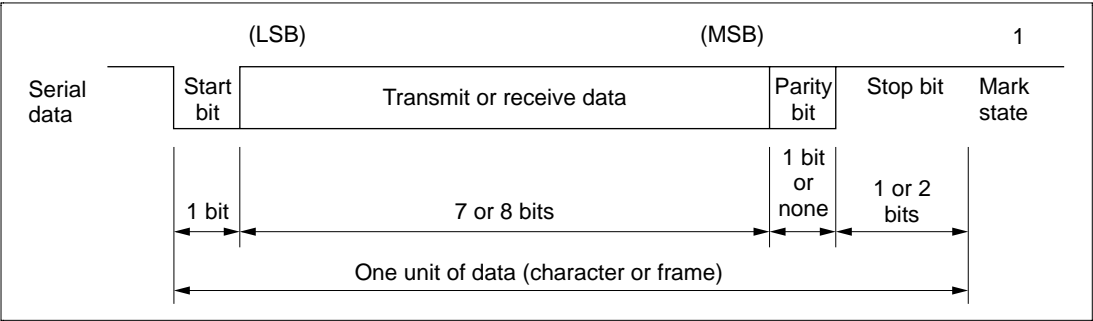 (LSB)
(MSB)
1
Serial
data
Start
bit
Transmit or receive data
Parity
bit
Stop bit
Mark
state
1 bit
7 or 8 bits
1 bit
or
none
1 or 2
bits
One unit of data (character or frame)